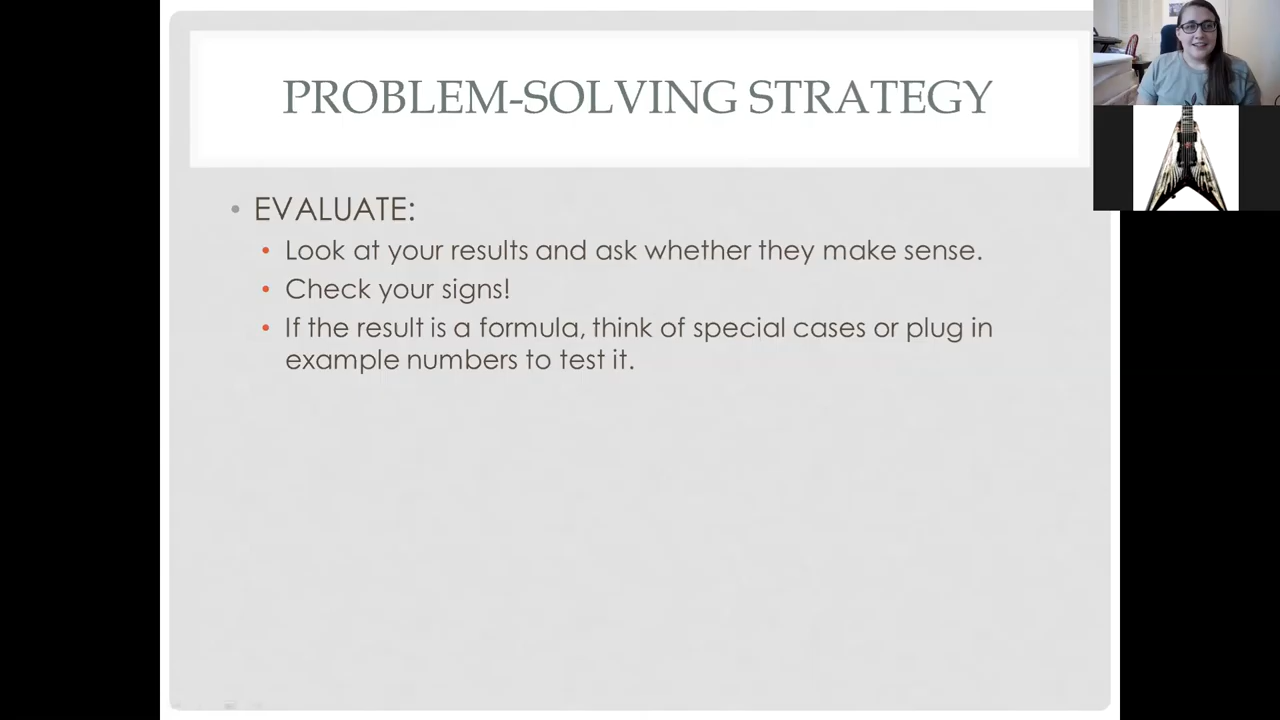 PROBLEM-SOLVING STRATEGY
• EVALUATE:
• Look at your results and ask whether they make sense.
• Check your signs!
• If the result is a formula, think of special cases or plug in
example numbers to test it.